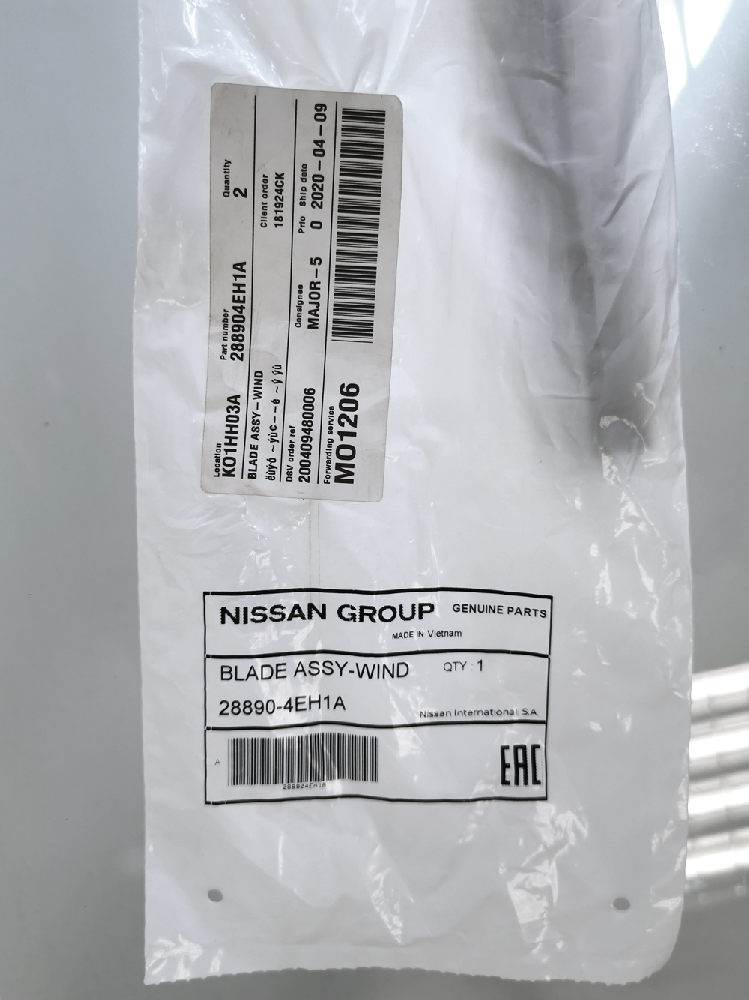 Location Part number Quantity
K01HH03A 288904EH1A 2
BLADE ASSY-WIND Client order
181924CK
DSV order ref Consignee Prio Ship date
200409480006 MAJOR-5 0 2020-04-09
Forwarding service
MO1206
NISSAN GROUP GENUINE PARTS
MADE IN Vietnam
BLADE ASSY-WIND QTY : 1
28890-4EH1A Nissan International S.A.
A
288904EH1A
EAC